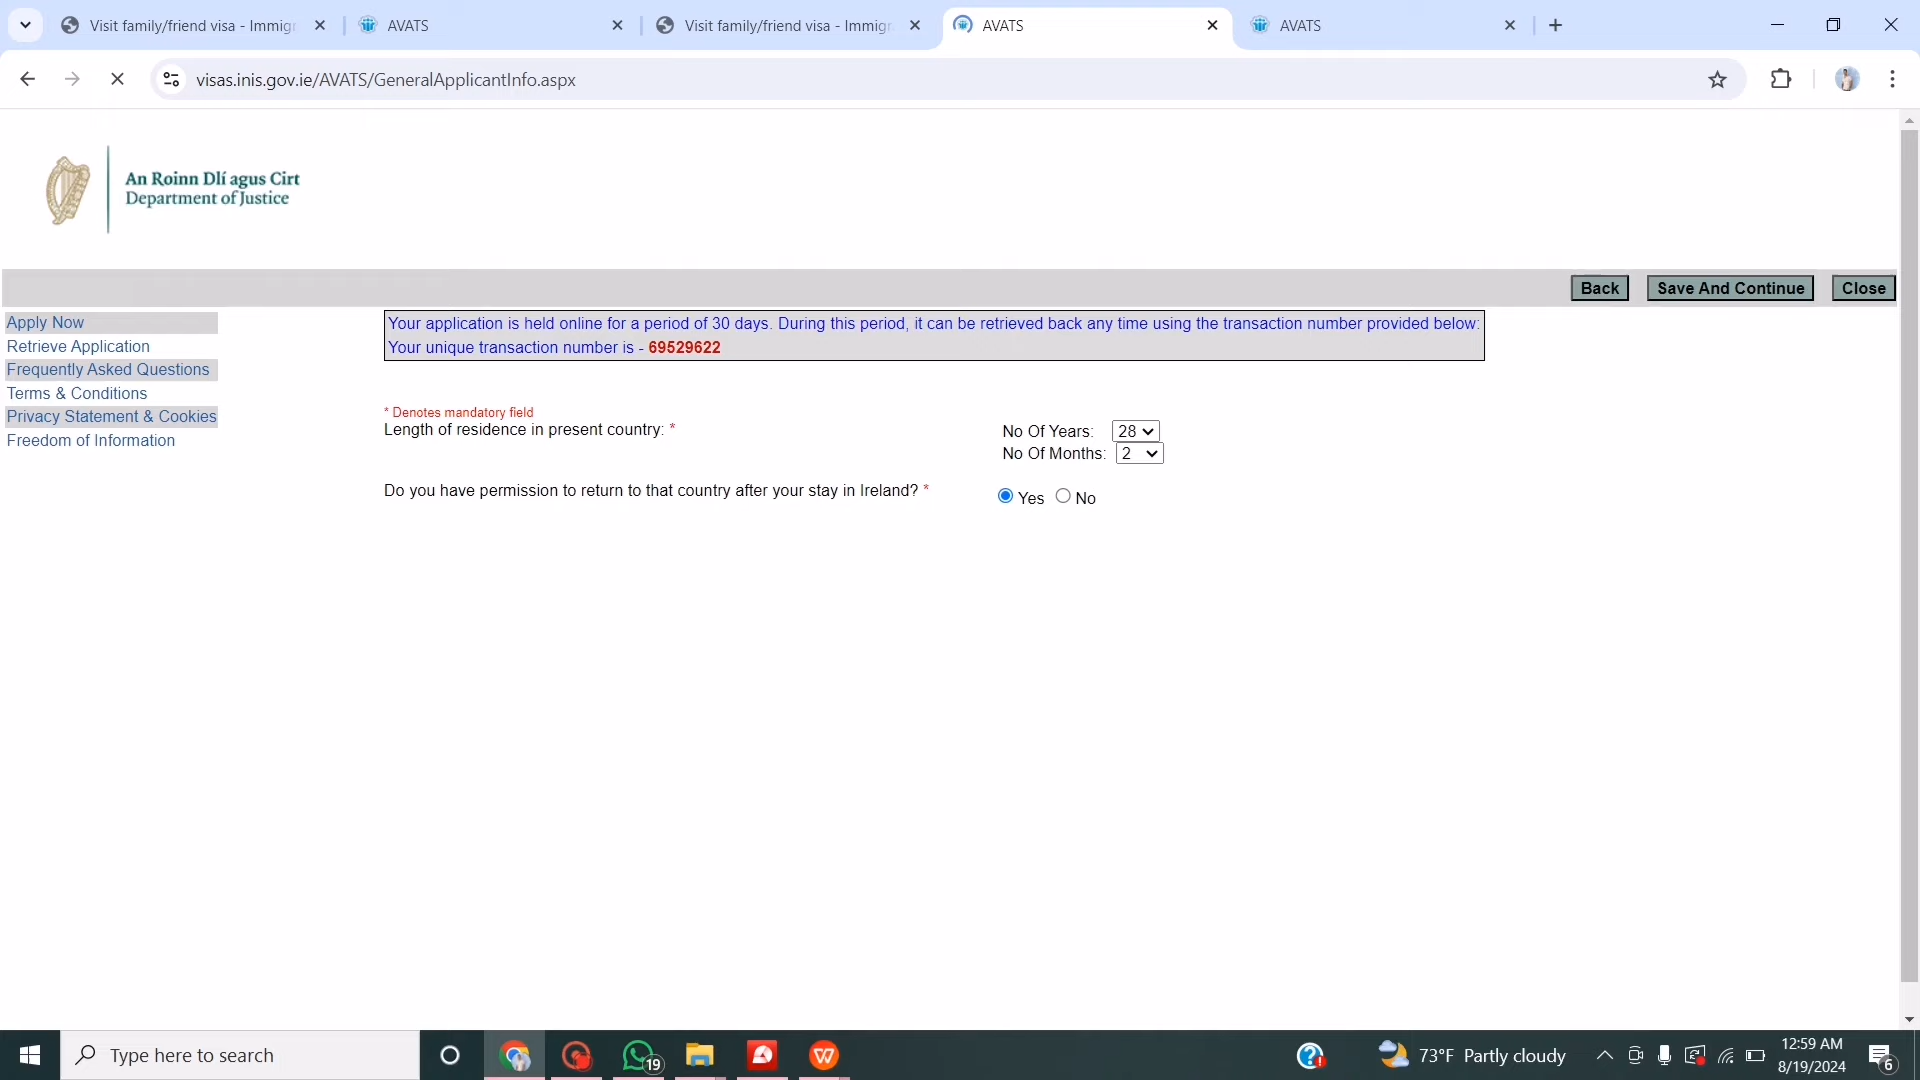 Visit family/friend visa - Immigr
AVATS
Visit family/friend visa - Immigr
AVATS
AVATS
visas.inis.gov.ie/AVATS/GeneralApplicantInfo.aspx
An Roinn Dlí agus Cirt
Department of Justice
Back
Save And Continue
Close
Apply Now
Retrieve Application
Frequently Asked Questions
Terms & Conditions
Privacy Statement & Cookies
Freedom of Information
Your application is held online for a period of 30 days. During this period, it can be retrieved back any time using the transaction number provided below:
Your unique transaction number is - 69529622
* Denotes mandatory field
Length of residence in present country: *
No Of Years: 28
No Of Months: 2
Do you have permission to return to that country after your stay in Ireland? *
Yes No
Type here to search
19
73°F Partly cloudy
12:59 AM
8/19/2024
6